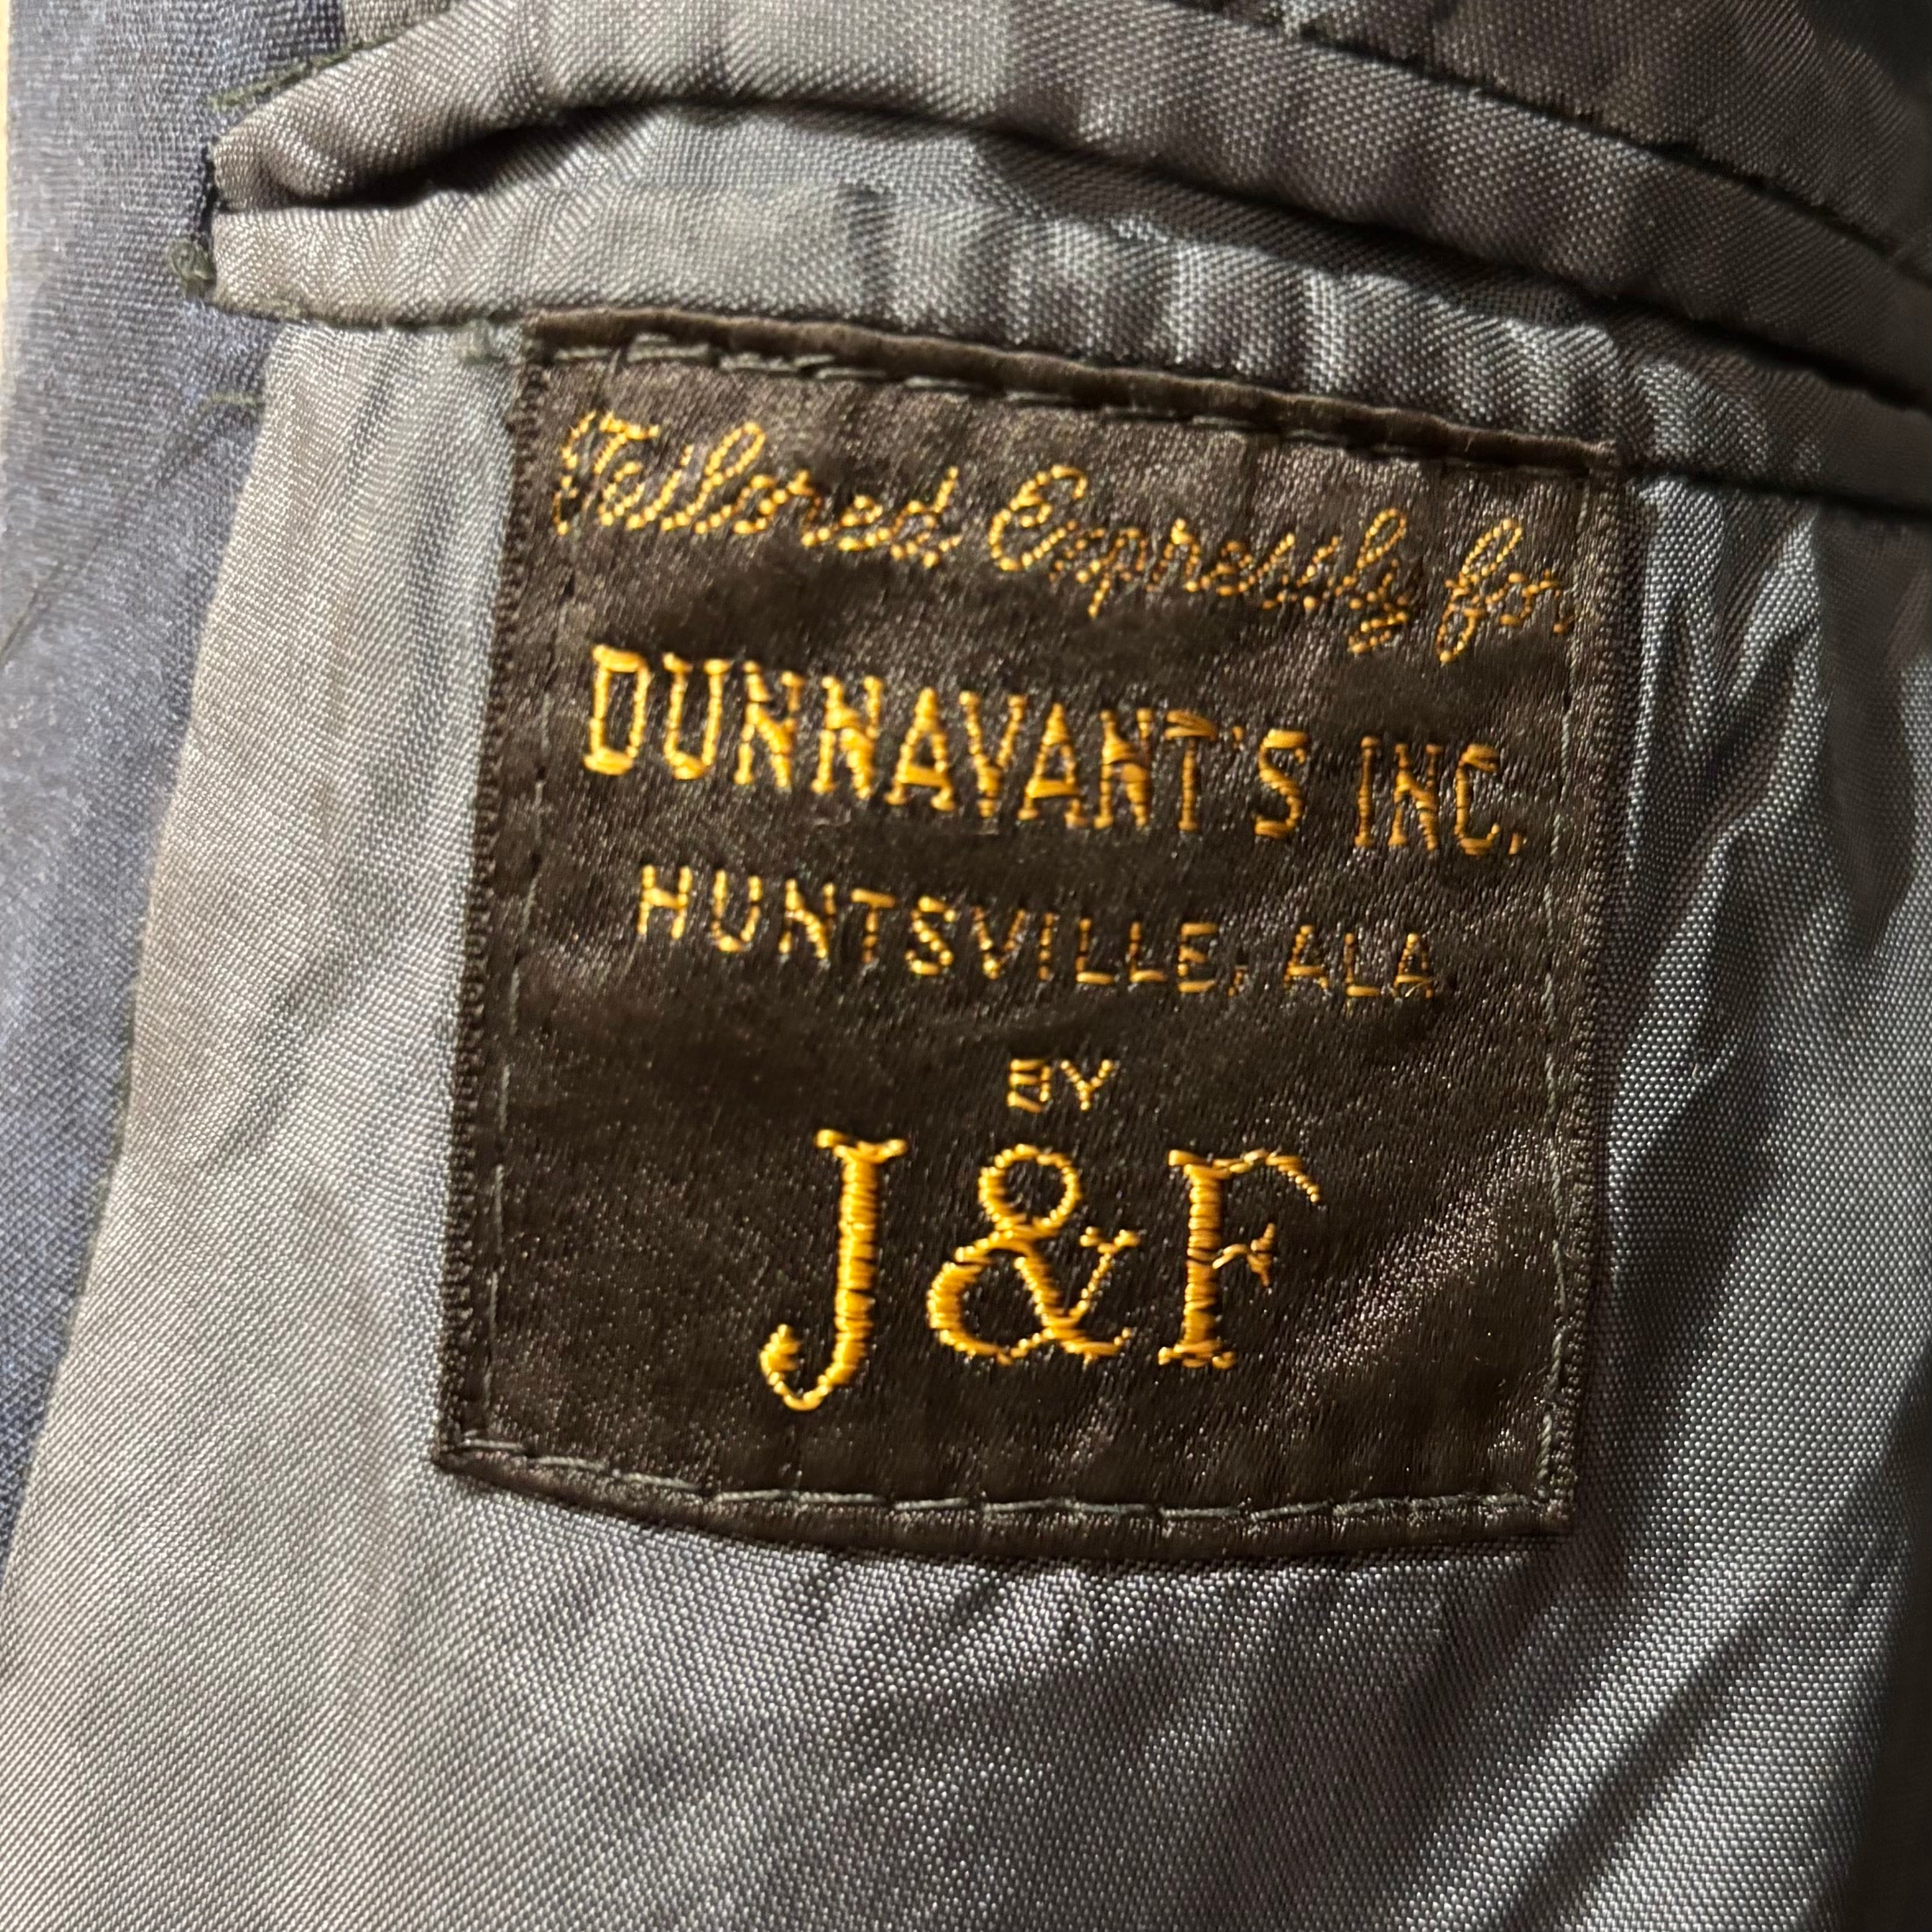 Tailored Expressly for
DUNNAVANT'S INC.
HUNTSVILLE, ALA
BY
J&F